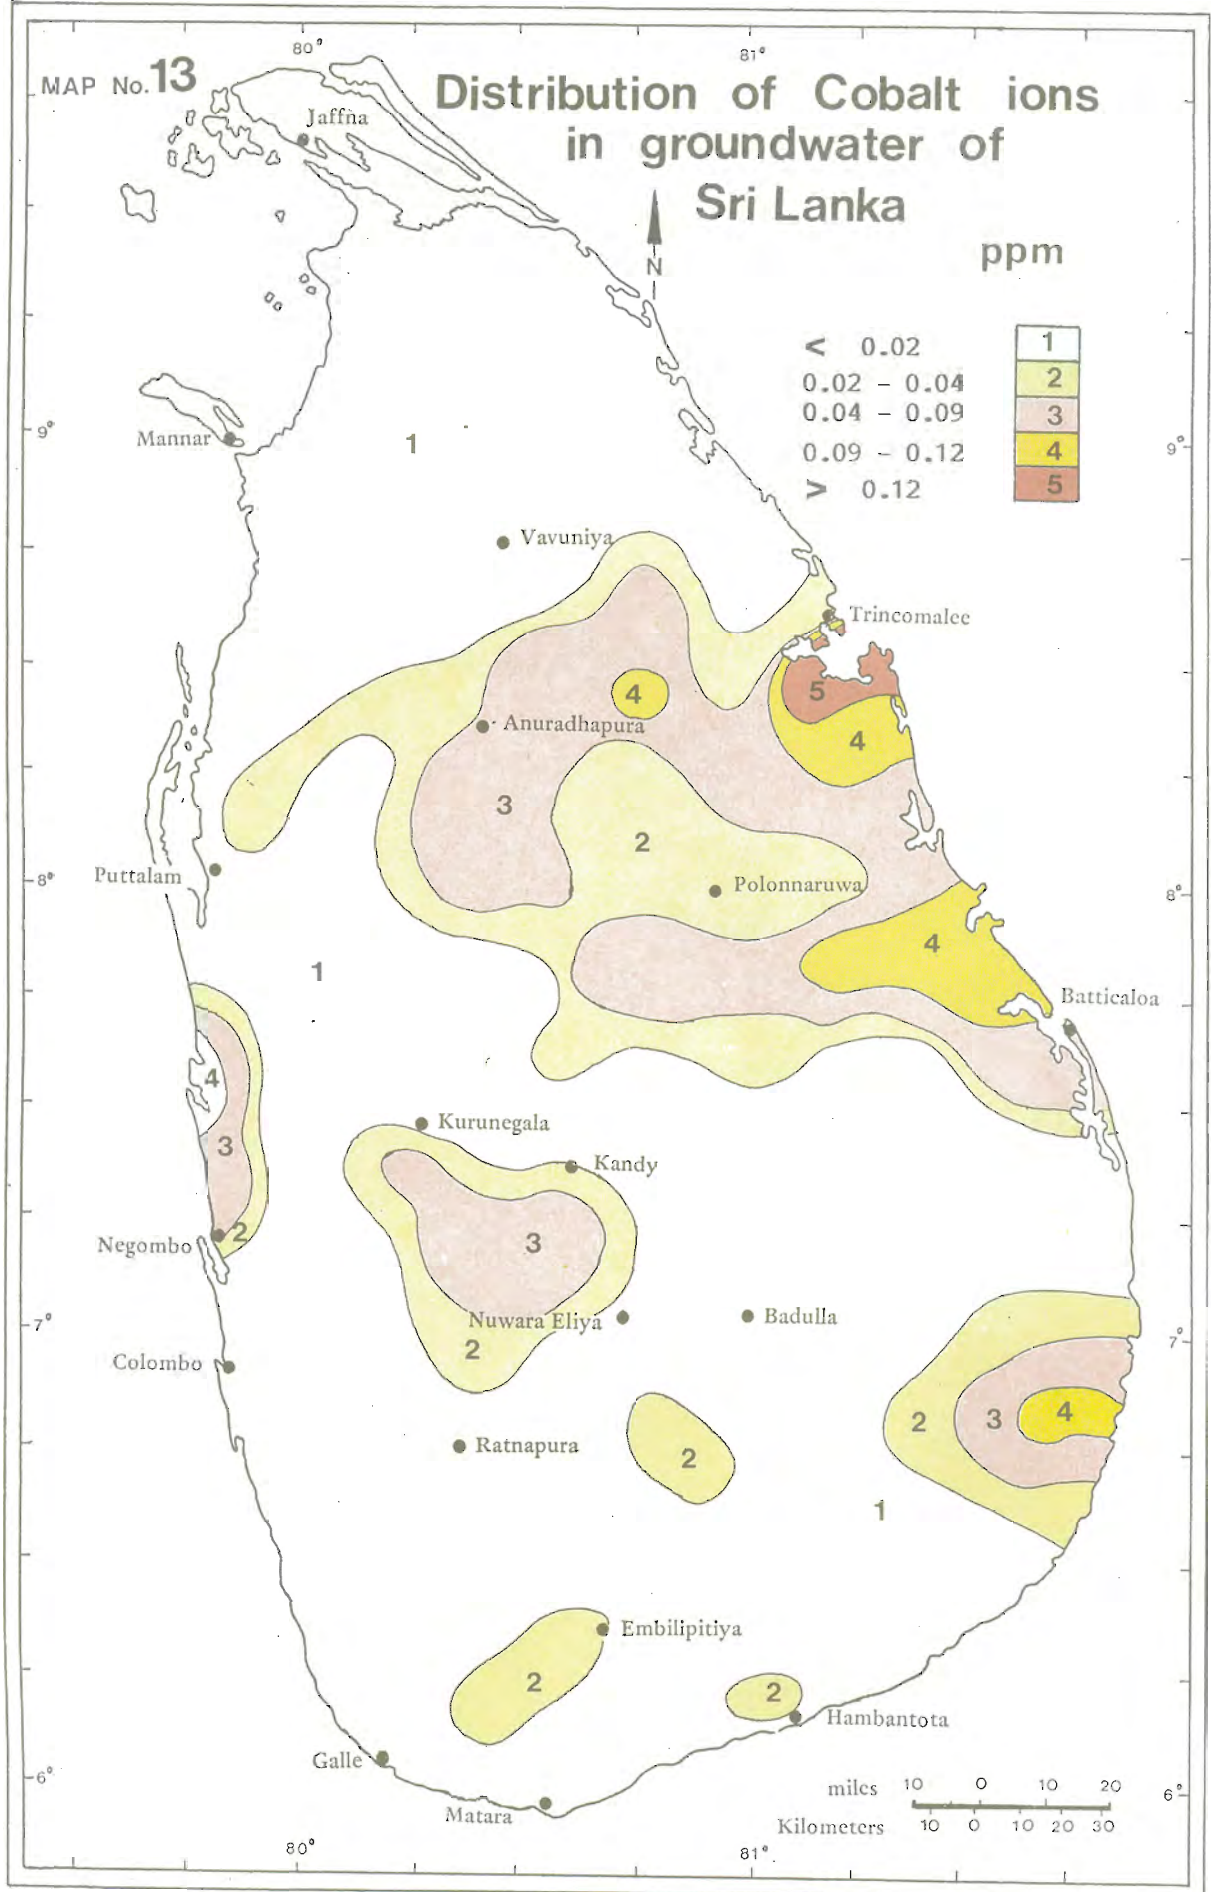 MAP No. 13
Distribution of Cobalt ions
in groundwater of
Sri Lanka
80°
81°
Jaffna
N
ppm
< 0.02
1
0.02 - 0.04
2
0.04 - 0.09
3
0.09 - 0.12
4
> 0.12
5
9°
Mannar
1
9°
Vavuniya
Trincomalee
4
5
Anuradhapura
4
3
2
Puttalam
8°
Polonnaruwa
8°
4
1
Batticaloa
4
Kurunegala
3
Kandy
2
Negombo
3
7°
Nuwara Eliya
Badulla
7°
2
Colombo
2
3
4
Ratnapura
2
1
Embilipitiya
2
2
Hambantota
Galle
6°
miles 10 0 10 20
6°
Matara
Kilometers 10 0 10 20 30
80°
81°